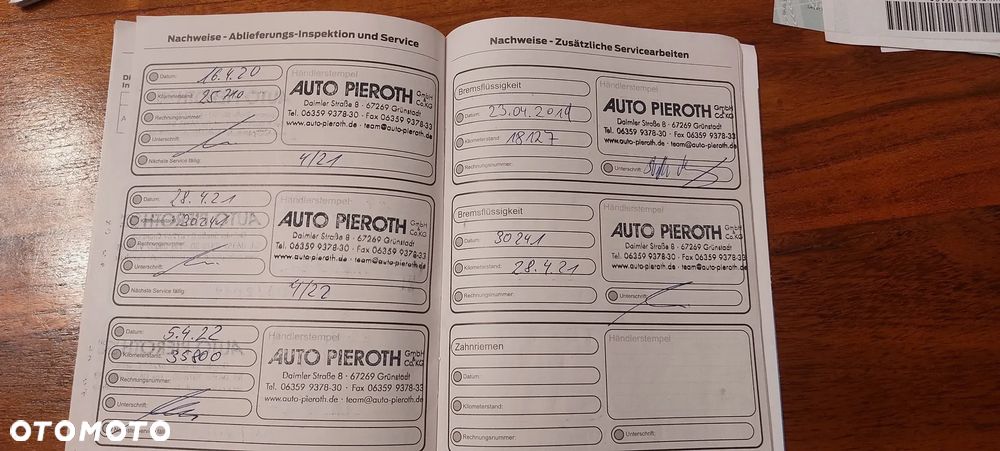 Nachweise - Ablieferungs-Inspektion und Service
Datum: 16.4.20
Kilometerstand: 25710
Rechnungsnummer:
Unterschrift:
Nächste Service fällig: 4/21
Händlerstempel
AUTO PIEROTH GmbH & Co.KG
Daimler Straße 8 · 67269 Grünstadt
Tel. 06359 9378-30 · Fax 06359 9378-33
www.auto-pieroth.de · team@auto-pieroth.de
Datum: 28.4.21
Kilometerstand: 30241
Rechnungsnummer:
Unterschrift:
Nächste Service fällig: 4/22
Händlerstempel
AUTO PIEROTH GmbH & Co.KG
Daimler Straße 8 · 67269 Grünstadt
Tel. 06359 9378-30 · Fax 06359 9378-33
www.auto-pieroth.de · team@auto-pieroth.de
Datum: 5.4.22
Kilometerstand: 35800
Rechnungsnummer:
Unterschrift:
Händlerstempel
AUTO PIEROTH GmbH & Co.KG
Daimler Straße 8 · 67269 Grünstadt
Tel. 06359 9378-30 · Fax 06359 9378-33
www.auto-pieroth.de · team@auto-pieroth.de
Nachweise - Zusätzliche Servicearbeiten
Bremsflüssigkeit
Datum: 23.04.2019
Kilometerstand: 18127
Rechnungsnummer:
Händlerstempel
AUTO PIEROTH GmbH & Co.KG
Daimler Straße 8 · 67269 Grünstadt
Tel. 06359 9378-30 · Fax 06359 9378-33
www.auto-pieroth.de · team@auto-pieroth.de
Unterschrift:
Bremsflüssigkeit
Datum: 30241
Kilometerstand: 28.4.21
Rechnungsnummer:
Händlerstempel
AUTO PIEROTH GmbH & Co.KG
Daimler Straße 8 · 67269 Grünstadt
Tel. 06359 9378-30 · Fax 06359 9378-33
www.auto-pieroth.de · team@auto-pieroth.de
Unterschrift:
Zahnriemen
Datum:
Kilometerstand:
Rechnungsnummer:
Händlerstempel
Unterschrift:
OTOMOTO